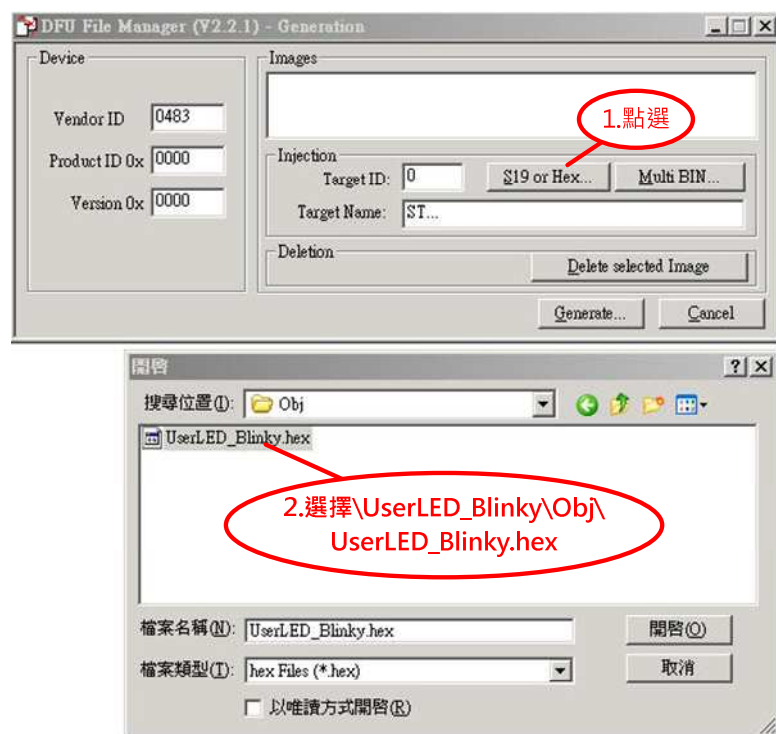 DFU File Manager (V2.2.1) - Generation
Device
Images
Vendor ID 0483
1.點選
Product ID 0x 0000
Injection
Target ID: 0 S19 or Hex... Multi BIN...
Version 0x 0000
Target Name: ST...
Deletion
Delete selected Image
Generate... Cancel
開啓
搜尋位置(I): Obj
UserLED_Blinky.hex
2.選擇\UserLED_Blinky\Obj\
UserLED_Blinky.hex
檔案名稱(N): UserLED_Blinky.hex 開啓(O)
檔案類型(T): hex Files (*.hex) 取消
以唯讀方式開啓(R)